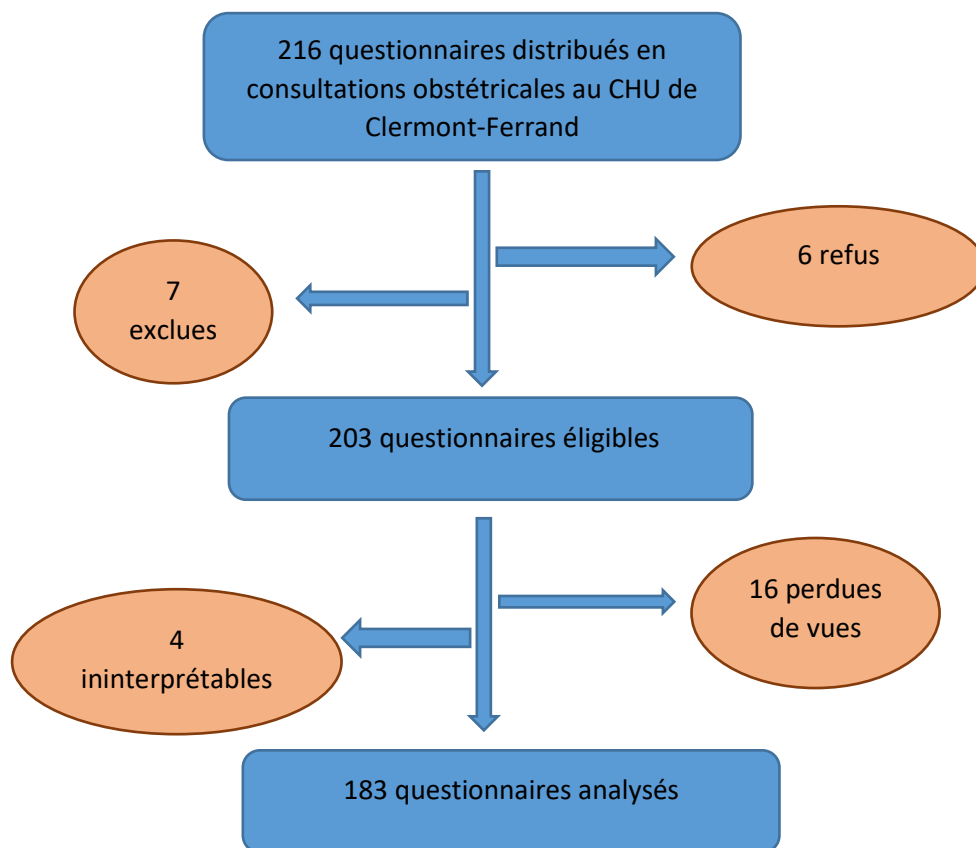 216 questionnaires distribués en
consultations obstétricales au CHU de
Clermont-Ferrand
6 refus
7
exclues
203 questionnaires éligibles
16 perdues
de vues
4
ininterprétables
183 questionnaires analysés